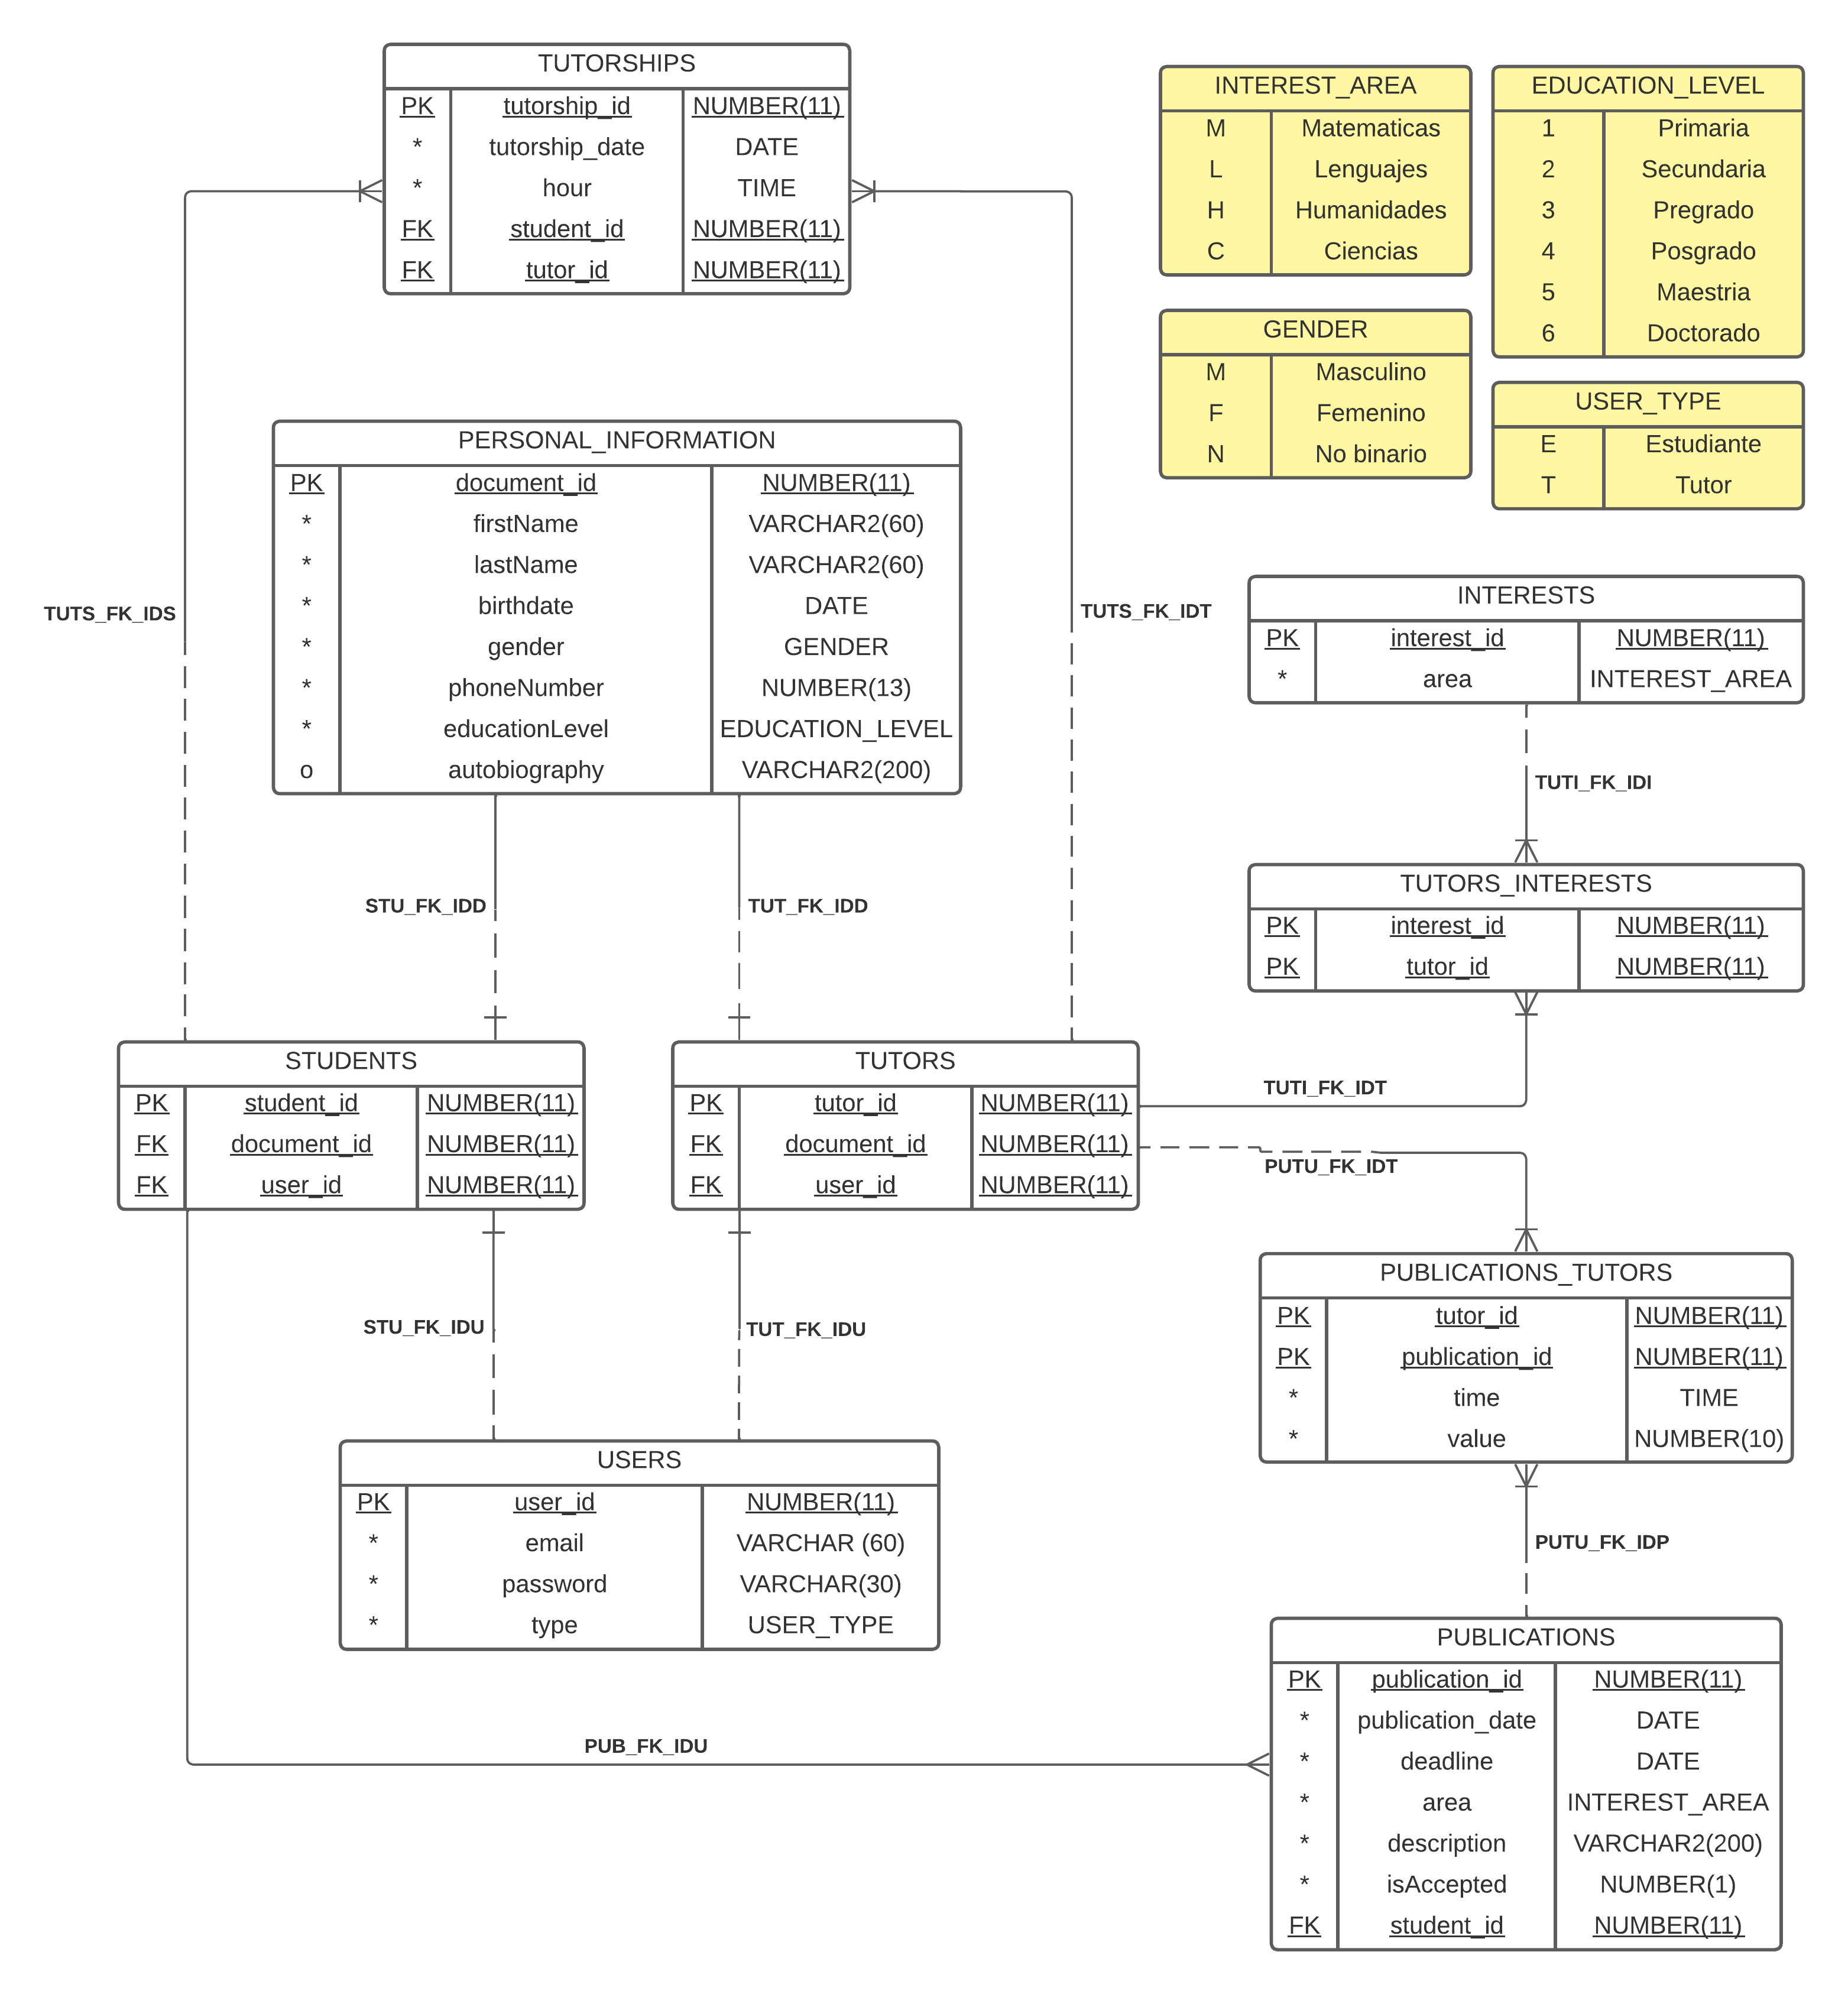 TUTORSHIPS
PK tutorship_id NUMBER(11)
* tutorship_date DATE
* hour TIME
FK student_id NUMBER(11)
FK tutor_id NUMBER(11)
INTEREST_AREA
M Matematicas
L Lenguajes
H Humanidades
C Ciencias
EDUCATION_LEVEL
1 Primaria
2 Secundaria
3 Pregrado
4 Posgrado
5 Maestria
6 Doctorado
GENDER
M Masculino
F Femenino
N No binario
USER_TYPE
E Estudiante
T Tutor
PERSONAL_INFORMATION
PK document_id NUMBER(11)
* firstName VARCHAR2(60)
* lastName VARCHAR2(60)
* birthdate DATE
* gender GENDER
* phoneNumber NUMBER(13)
* educationLevel EDUCATION_LEVEL
o autobiography VARCHAR2(200)
TUTS_FK_IDS
TUTS_FK_IDT
INTERESTS
PK interest_id NUMBER(11)
* area INTEREST_AREA
TUTI_FK_IDI
TUTORS_INTERESTS
PK interest_id NUMBER(11)
PK tutor_id NUMBER(11)
STU_FK_IDD
TUT_FK_IDD
STUDENTS
PK student_id NUMBER(11)
FK document_id NUMBER(11)
FK user_id NUMBER(11)
TUTORS
PK tutor_id NUMBER(11)
FK document_id NUMBER(11)
FK user_id NUMBER(11)
TUTI_FK_IDT
PUTU_FK_IDT
PUBLICATIONS_TUTORS
PK tutor_id NUMBER(11)
PK publication_id NUMBER(11)
* time TIME
* value NUMBER(10)
STU_FK_IDU
TUT_FK_IDU
USERS
PK user_id NUMBER(11)
* email VARCHAR (60)
* password VARCHAR(30)
* type USER_TYPE
PUTU_FK_IDP
PUBLICATIONS
PK publication_id NUMBER(11)
* publication_date DATE
* deadline DATE
* area INTEREST_AREA
* description VARCHAR2(200)
* isAccepted NUMBER(1)
FK student_id NUMBER(11)
PUB_FK_IDU